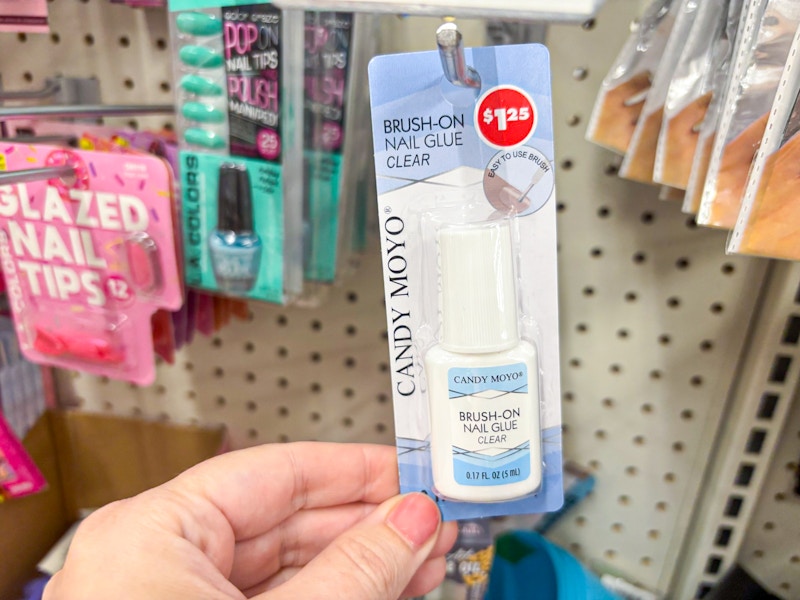 BRUSH-ON
NAIL GLUE
CLEAR
$1.25
EASY TO USE BRUSH
CANDY MOYO®
CANDY MOYO®
BRUSH-ON
NAIL GLUE
CLEAR
0.17 FL. OZ (5 mL)
POP ON
NAIL TIPS
POLISH
MANIPED
25
L.A. COLORS
GLAZED
NAIL
TIPS
12